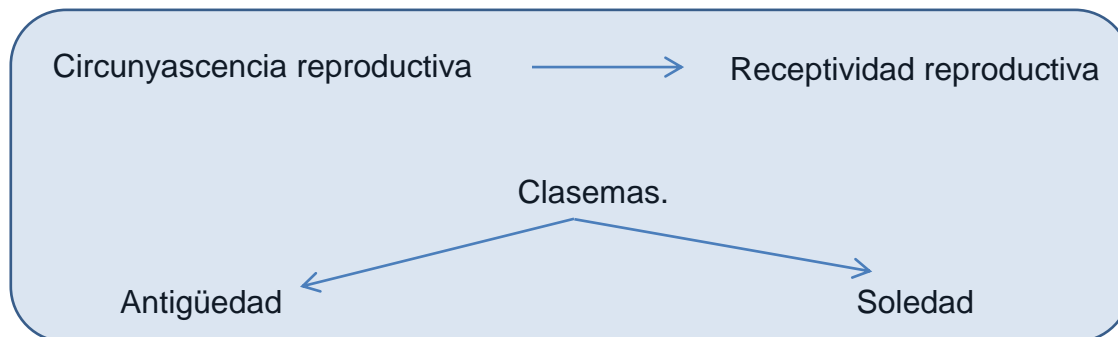 Circunyascencia reproductiva Receptividad reproductiva
Clasemas.
Antigüedad Soledad